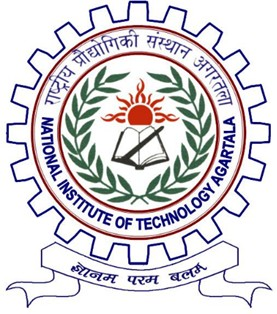 राष्ट्रीय प्रौद्योगिकी संस्थान अगरतला
NATIONAL INSTITUTE OF TECHNOLOGY AGARTALA
ज्ञानम परम बलम